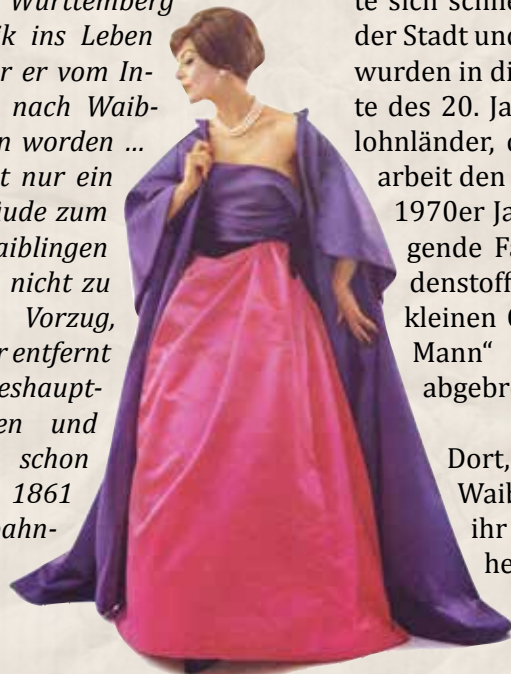 Württemberg
ik ins Leben
r er vom In-
nach Waib-
n worden ...
t nur ein
ude zum
aiblingen
nicht zu
Vorzug,
r entfernt
eshaupt-
en und
schon
1861
ahn-
te sich schne
der Stadt und
wurden in di
te des 20. Ja
lohnländer,
arbeit den
1970er Ja
gende Fa
denstoff
kleinen
Mann“
abgebr
Dort,
Waib
ihr
he